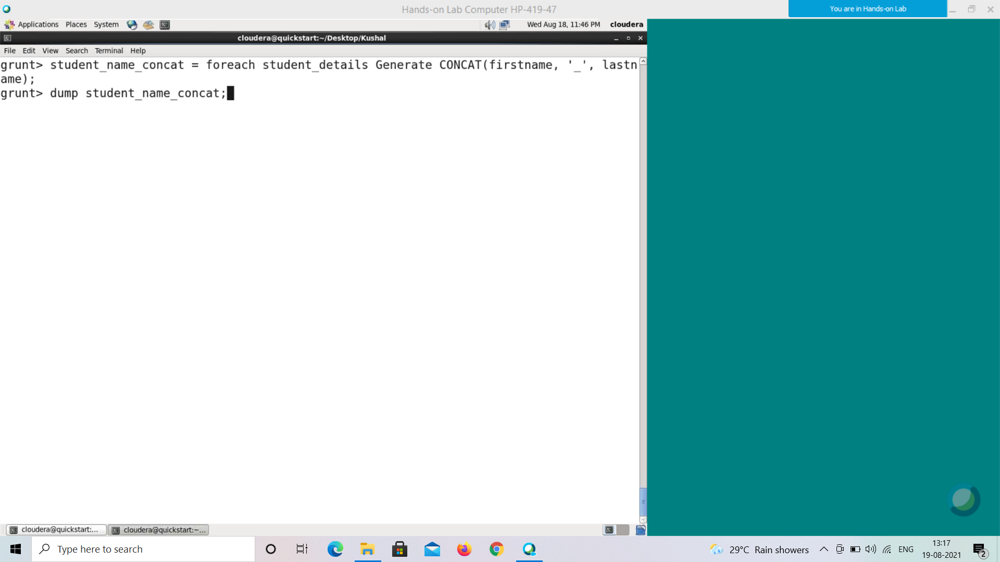 Hands-on Lab Computer HP-419-47
You are in Hands-on Lab
Applications Places System
Wed Aug 18, 11:46 PM cloudera
cloudera@quickstart:~/Desktop/Kushal
File Edit View Search Terminal Help
grunt> student_name_concat = foreach student_details Generate CONCAT(firstname, '_', lastn
ame);
grunt> dump student_name_concat;
cloudera@quickstart:...
cloudera@quickstart:~...
Type here to search
29°C Rain showers
ENG
13:17
19-08-2021
2